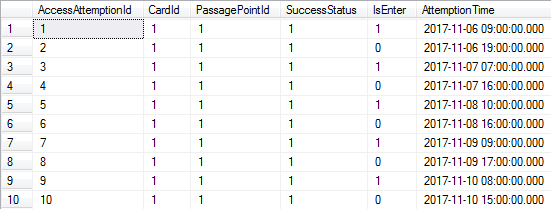 AccessAttemptionId CardId PassagePointId SuccessStatus IsEnter AttemptionTime
1 1 1 1 1 1 2017-11-06 09:00:00.000
2 2 1 1 1 0 2017-11-06 19:00:00.000
3 3 1 1 1 1 2017-11-07 07:00:00.000
4 4 1 1 1 0 2017-11-07 16:00:00.000
5 5 1 1 1 1 2017-11-08 10:00:00.000
6 6 1 1 1 0 2017-11-08 16:00:00.000
7 7 1 1 1 1 2017-11-09 09:00:00.000
8 8 1 1 1 0 2017-11-09 17:00:00.000
9 9 1 1 1 1 2017-11-10 08:00:00.000
10 10 1 1 1 0 2017-11-10 15:00:00.000